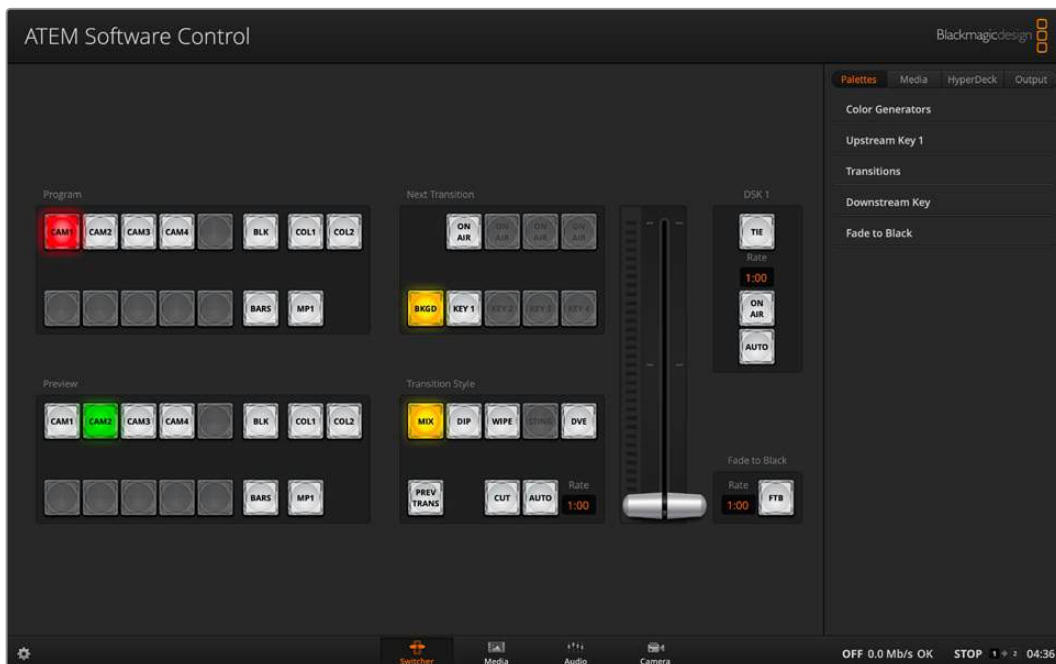 ATEM Software Control
Blackmagicdesign
Palettes Media HyperDeck Output
Color Generators
Upstream Key 1
Transitions
Downstream Key
Fade to Black
Program
CAM1 CAM2 CAM3 CAM4 BLK COL1 COL2
BARS MP1
Next Transition
ON AIR ON AIR ON AIR ON AIR
BKGD KEY 1 KEY 2 KEY 3 KEY 4
DSK 1
TIE
Rate
1:00
ON AIR
AUTO
Preview
CAM1 CAM2 CAM3 CAM4 BLK COL1 COL2
BARS MP1
Transition Style
MIX DIP WIPE STING DVE
PREV TRANS CUT AUTO Rate 1:00
Fade to Black
Rate
1:00 FTB
Switcher Media Audio Camera
OFF 0.0 Mb/s OK STOP 1 2 04:36